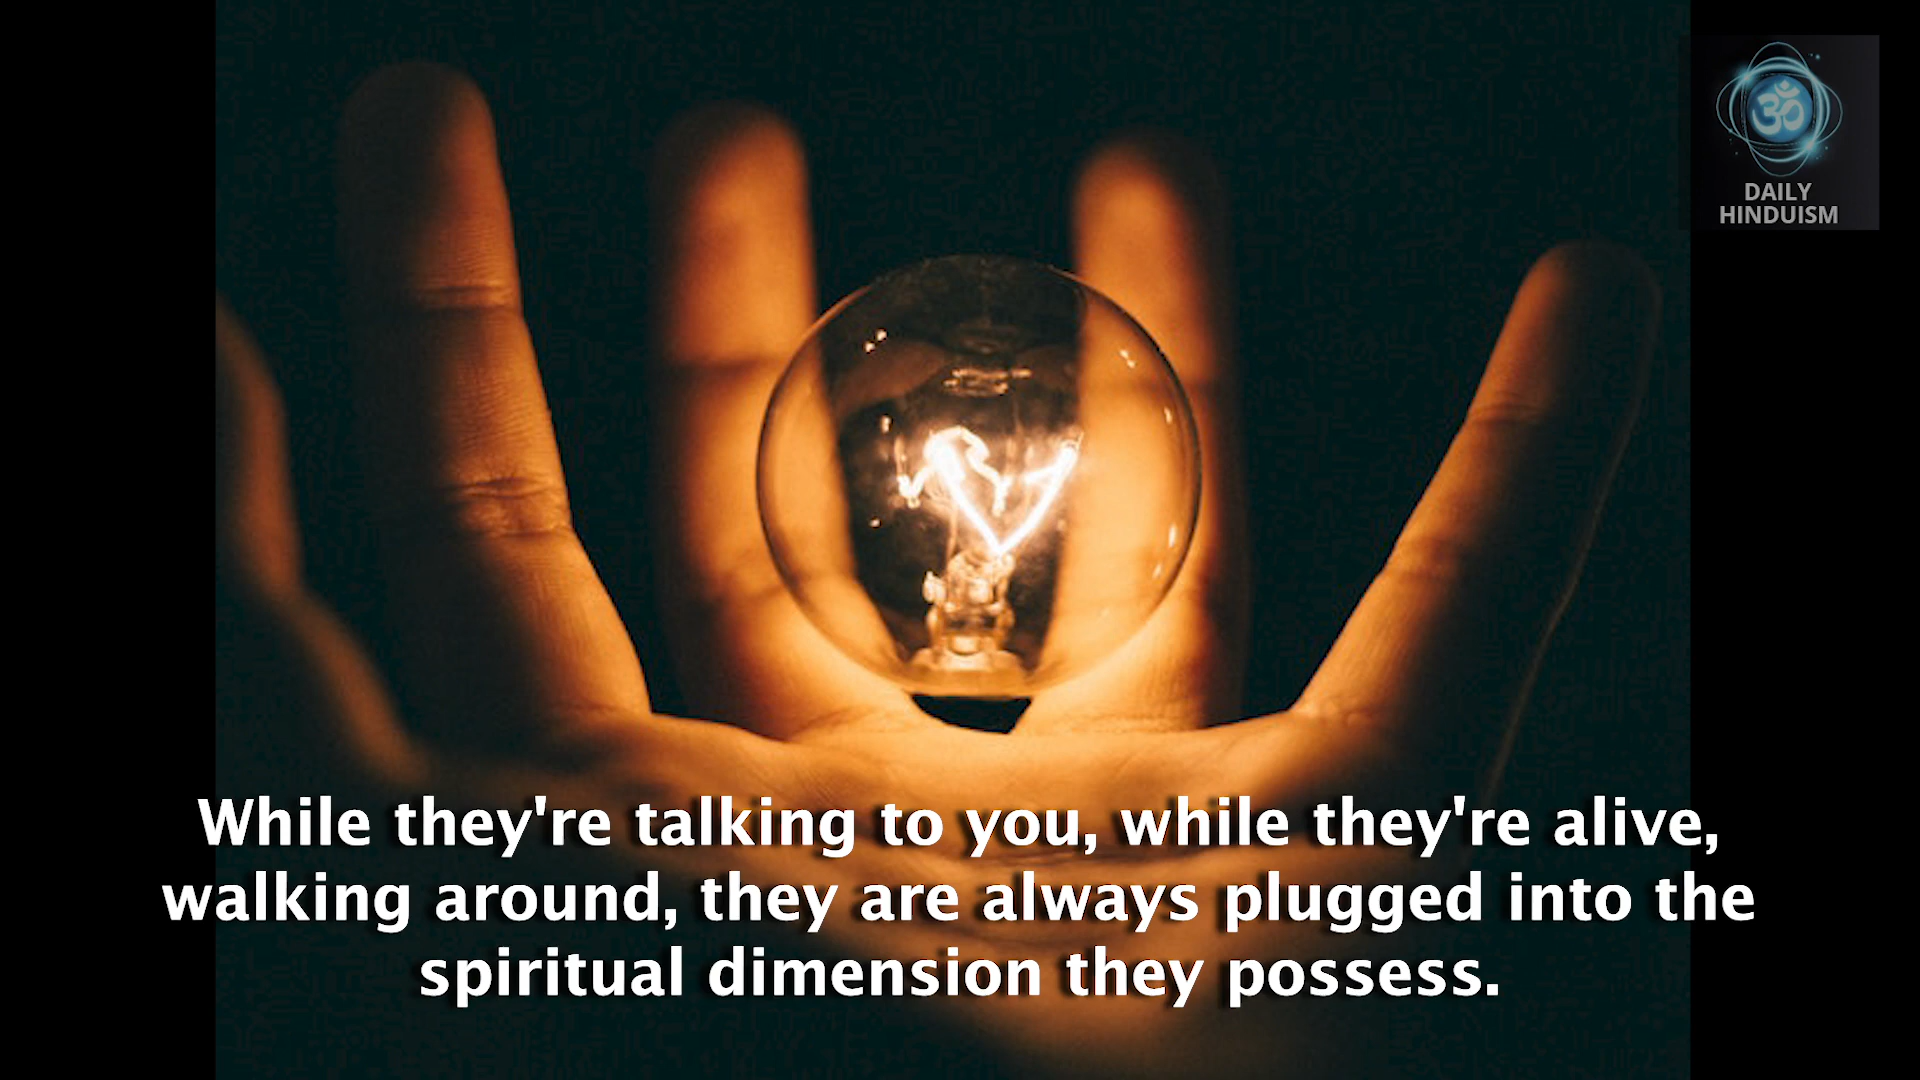 ॐ
DAILY
HINDUISM
While they're talking to you, while they're alive,
walking around, they are always plugged into the
spiritual dimension they possess.